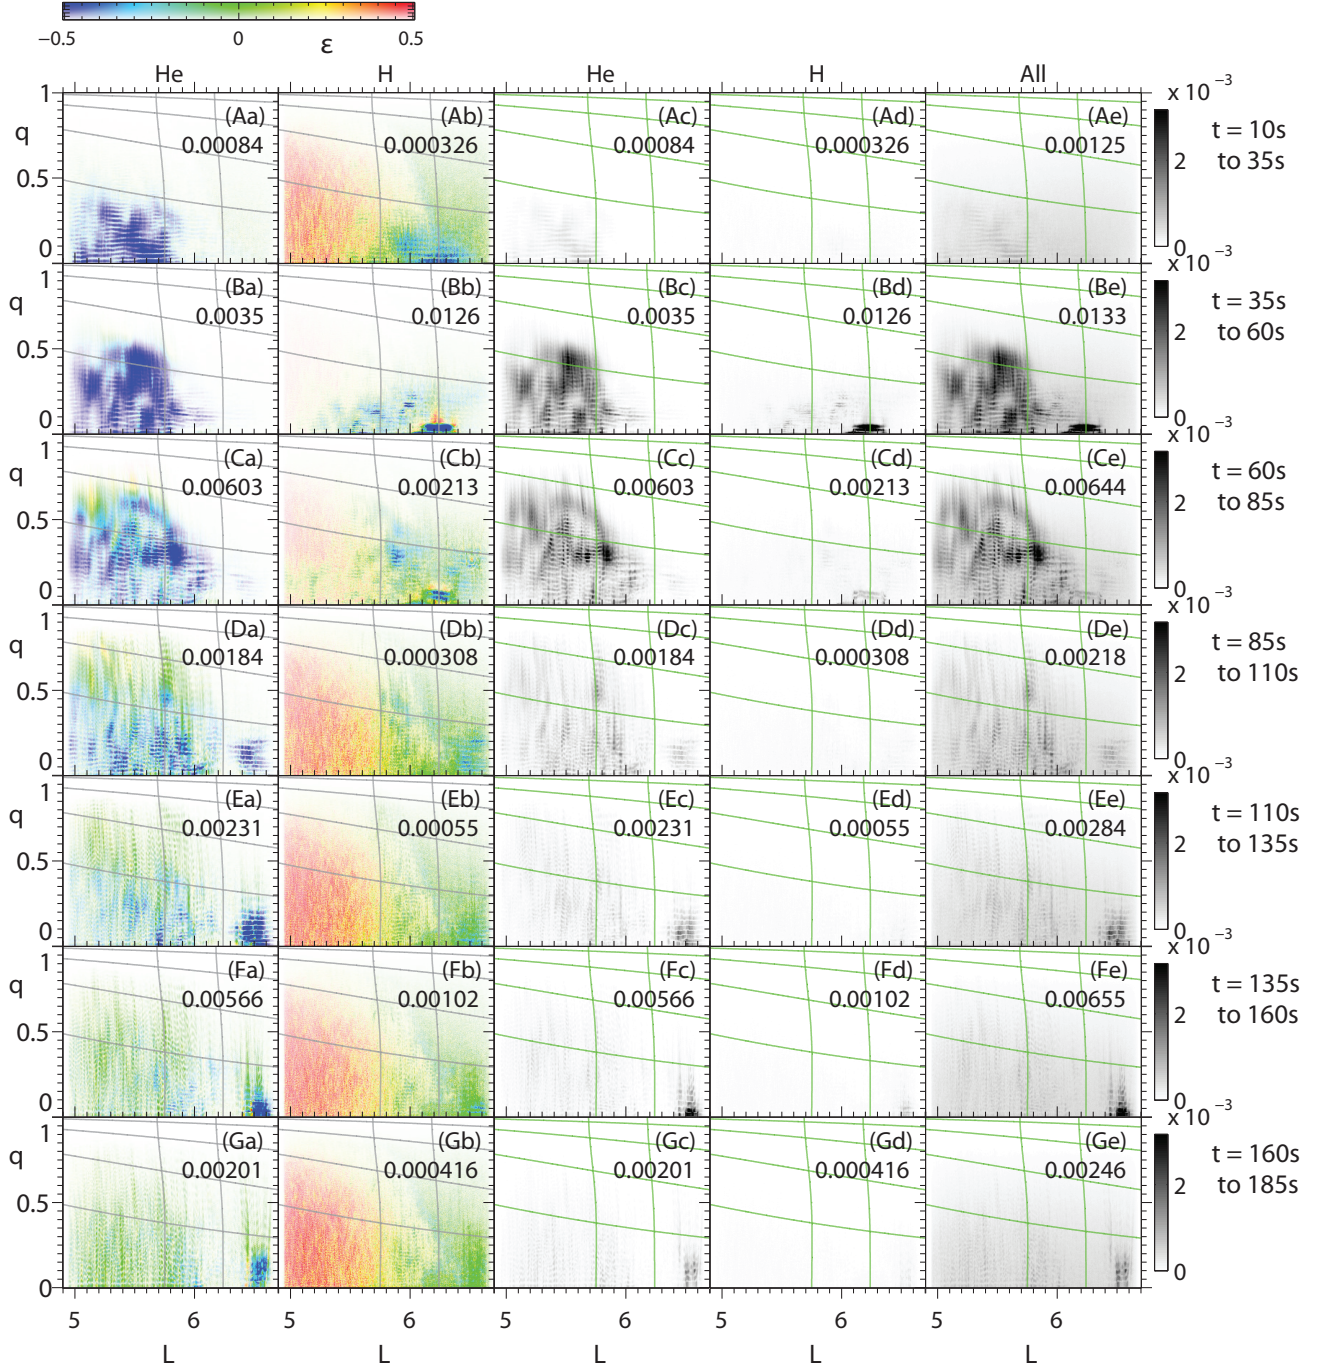 −0.5 0 0.5
ε
He H He H All
x 10 −3
1 (Aa) (Ab) (Ac) (Ad) (Ae) t = 10s
q 0.00084 0.000326 0.00084 0.000326 0.00125 2 to 35s
0.5
0 0
x 10 −3
1 (Ba) (Bb) (Bc) (Bd) (Be) t = 35s
q 0.0035 0.0126 0.0035 0.0126 0.0133 2 to 60s
0.5
0 0
x 10 −3
1 (Ca) (Cb) (Cc) (Cd) (Ce) t = 60s
q 0.00603 0.00213 0.00603 0.00213 0.00644 2 to 85s
0.5
0 0
x 10 −3
1 (Da) (Db) (Dc) (Dd) (De) t = 85s
q 0.00184 0.000308 0.00184 0.000308 0.00218 2 to 110s
0.5
0 0
x 10 −3
1 (Ea) (Eb) (Ec) (Ed) (Ee) t = 110s
q 0.00231 0.00055 0.00231 0.00055 0.00284 2 to 135s
0.5
0 0
x 10 −3
1 (Fa) (Fb) (Fc) (Fd) (Fe) t = 135s
q 0.00566 0.00102 0.00566 0.00102 0.00655 2 to 160s
0.5
0 0
x 10 −3
1 (Ga) (Gb) (Gc) (Gd) (Ge) t = 160s
q 0.00201 0.000416 0.00201 0.000416 0.00246 2 to 185s
0.5
0 0
5 6 5 6 5 6 5 6 5 6
L L L L L